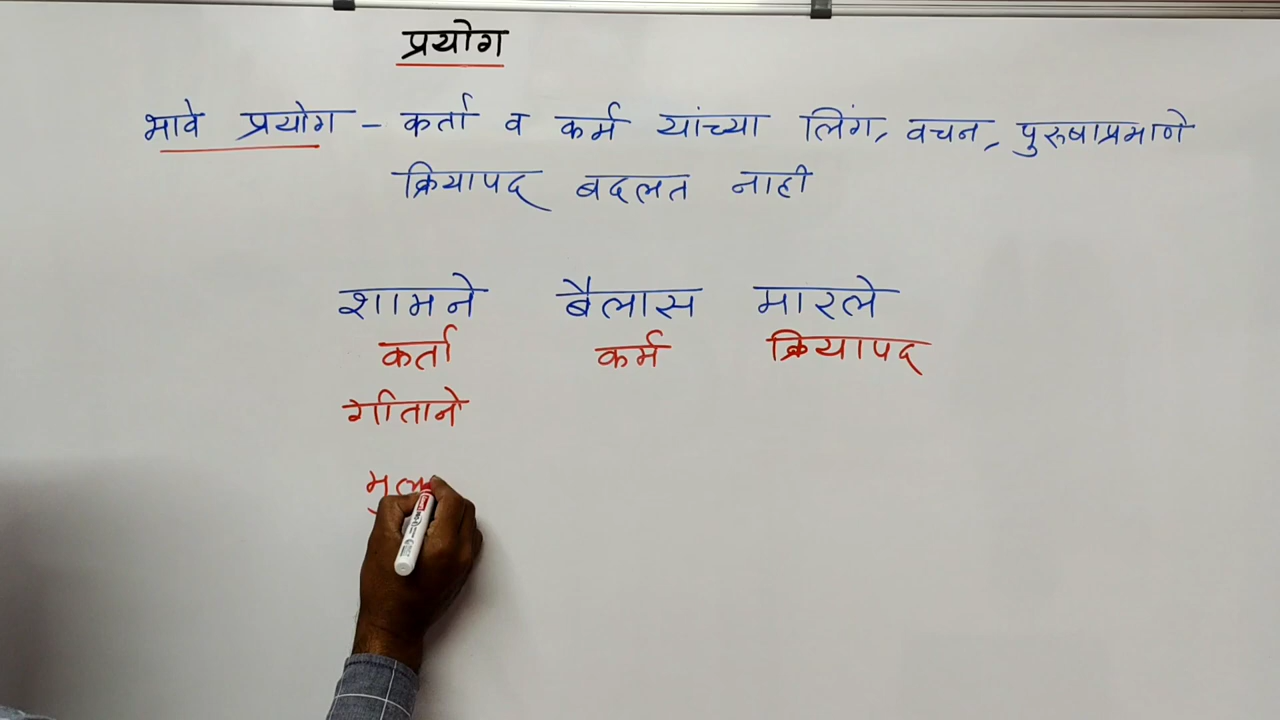 प्रयोग
भावे प्रयोग - कर्ता व कर्म यांच्या लिंग, वचन, पुरुषाप्रमाणे
क्रियापद बदलत नाही
शामने बैलास मारले
कर्ता कर्म क्रियापद
गीताने